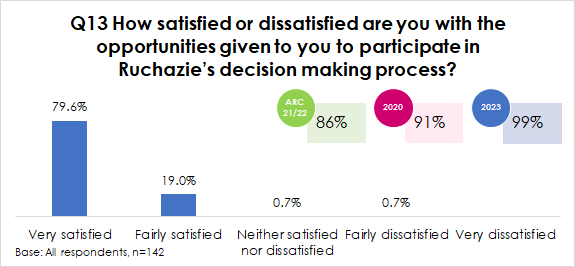 Q13 How satisfied or dissatisfied are you with the
opportunities given to you to participate in
Ruchazie’s decision making process?
79.6%
19.0%
0.7%
0.7%
ARC
21/22
86%
2020
91%
2023
99%
Very satisfied
Fairly satisfied
Neither satisfied
nor dissatisfied
Fairly dissatisfied
Very dissatisfied
Base: All respondents, n=142